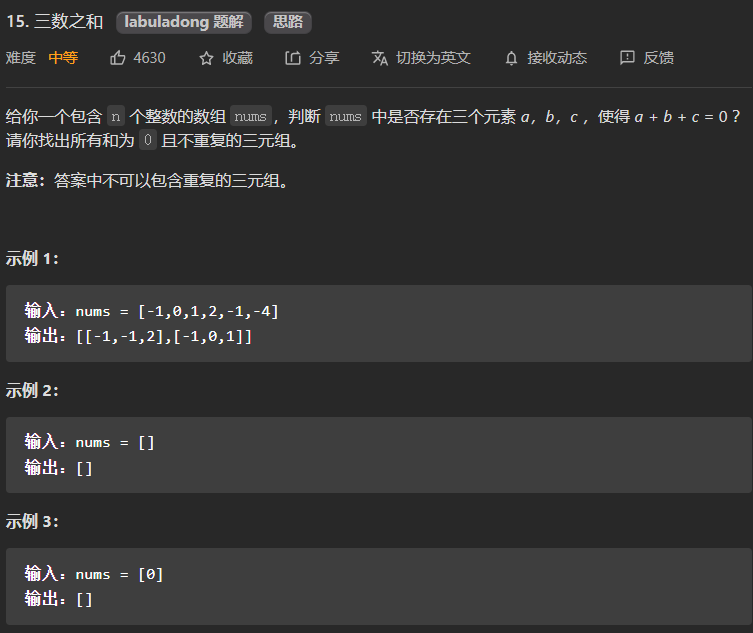 15. 三数之和 labuladong 题解 思路
难度 中等 4630 收藏 分享 切换为英文 接收动态 反馈
给你一个包含 n 个整数的数组 nums，判断 nums 中是否存在三个元素 a，b，c ，使得 a + b + c = 0 ？
请你找出所有和为 0 且不重复的三元组。
注意：答案中不可以包含重复的三元组。
示例 1：
输入：nums = [-1,0,1,2,-1,-4]
输出：[[-1,-1,2],[-1,0,1]]
示例 2：
输入：nums = []
输出：[]
示例 3：
输入：nums = [0]
输出：[]